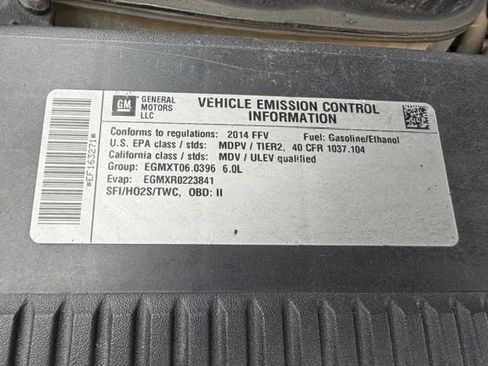 GM
GENERAL
MOTORS
LLC
VEHICLE EMISSION CONTROL
INFORMATION
Conforms to regulations: 2014 FFV Fuel: Gasoline/Ethanol
U.S. EPA class / stds: MDPV / TIER2, 40 CFR 1037.104
California class / stds: MDV / ULEV qualified
Group: EGMXT06.0396 6.0L
Evap: EGMXR0223841
SFI/HO2S/TWC, OBD: II
*EF163271*